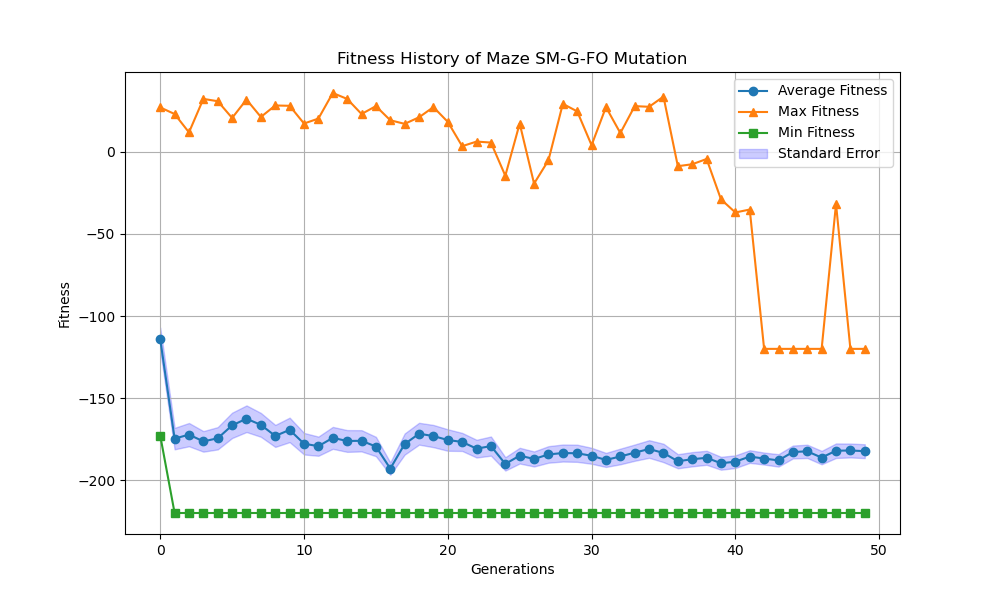 Fitness History of Maze SM-G-FO Mutation
Average Fitness
Max Fitness
Min Fitness
Standard Error
Fitness
0
−50
−100
−150
−200
0
10
20
30
40
50
Generations